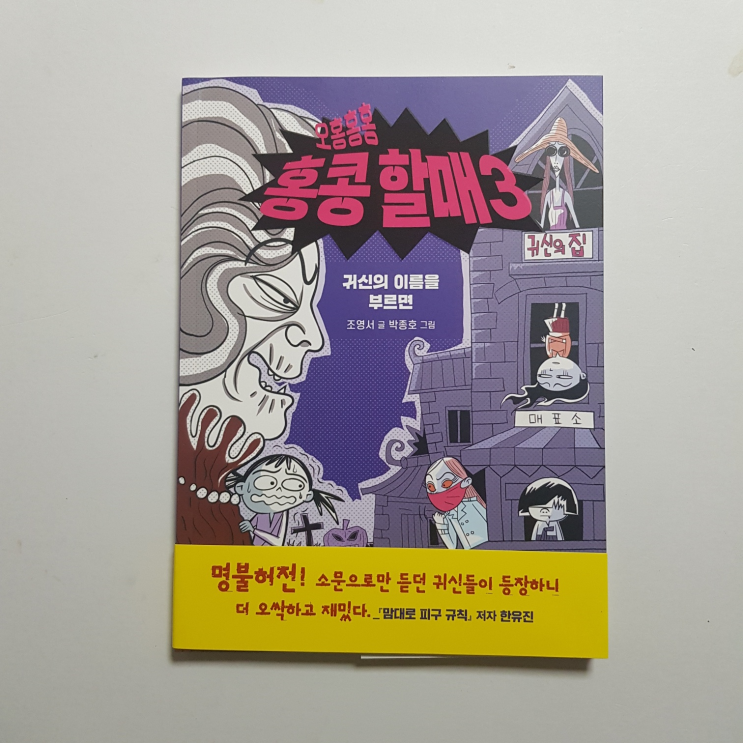 오홍홍홍
홍콩 할매3
귀신의 이름을
부르면
조영서 글 박종호 그림
귀신의 집
매표소
명불허전! 소문으로만 듣던 귀신들이 등장하니
더 오싹하고 재밌다. _『맘대로 피구 규칙』 저자 한유진